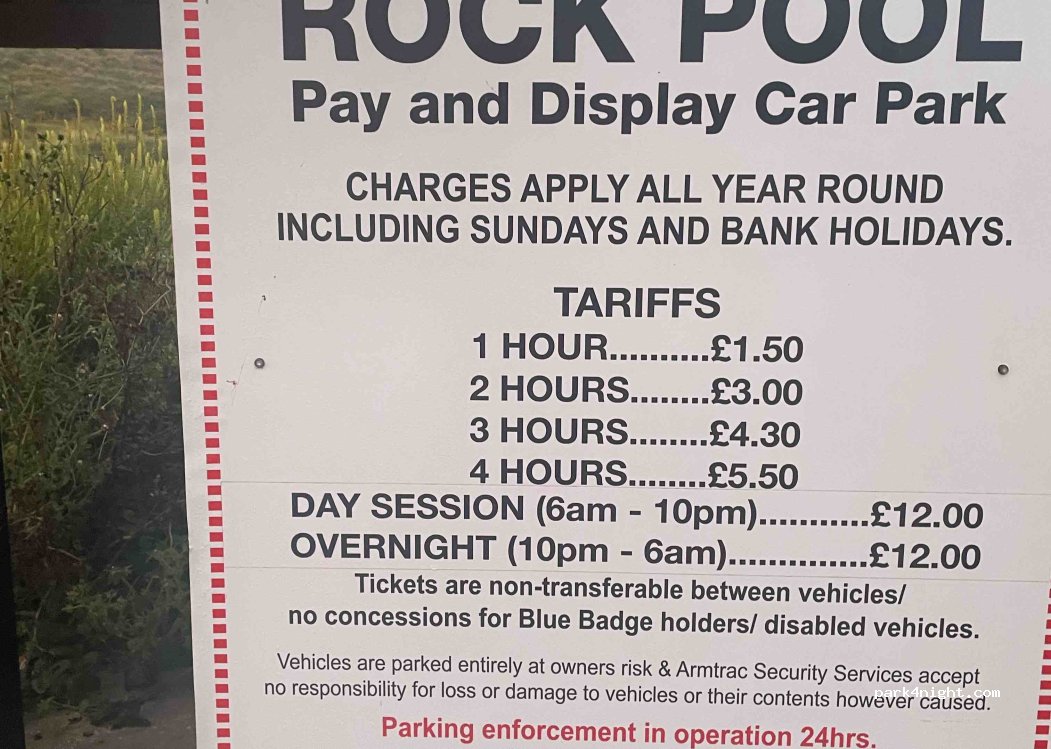 ROCK POOL
Pay and Display Car Park
CHARGES APPLY ALL YEAR ROUND
INCLUDING SUNDAYS AND BANK HOLIDAYS.
TARIFFS
1 HOUR..........£1.50
2 HOURS........£3.00
3 HOURS........£4.30
4 HOURS........£5.50
DAY SESSION (6am - 10pm)...........£12.00
OVERNIGHT (10pm - 6am)..............£12.00
Tickets are non-transferable between vehicles/
no concessions for Blue Badge holders/ disabled vehicles.
Vehicles are parked entirely at owners risk & Armtrac Security Services accept
no responsibility for loss or damage to vehicles or their contents however caused.
park4night.com
Parking enforcement in operation 24hrs.